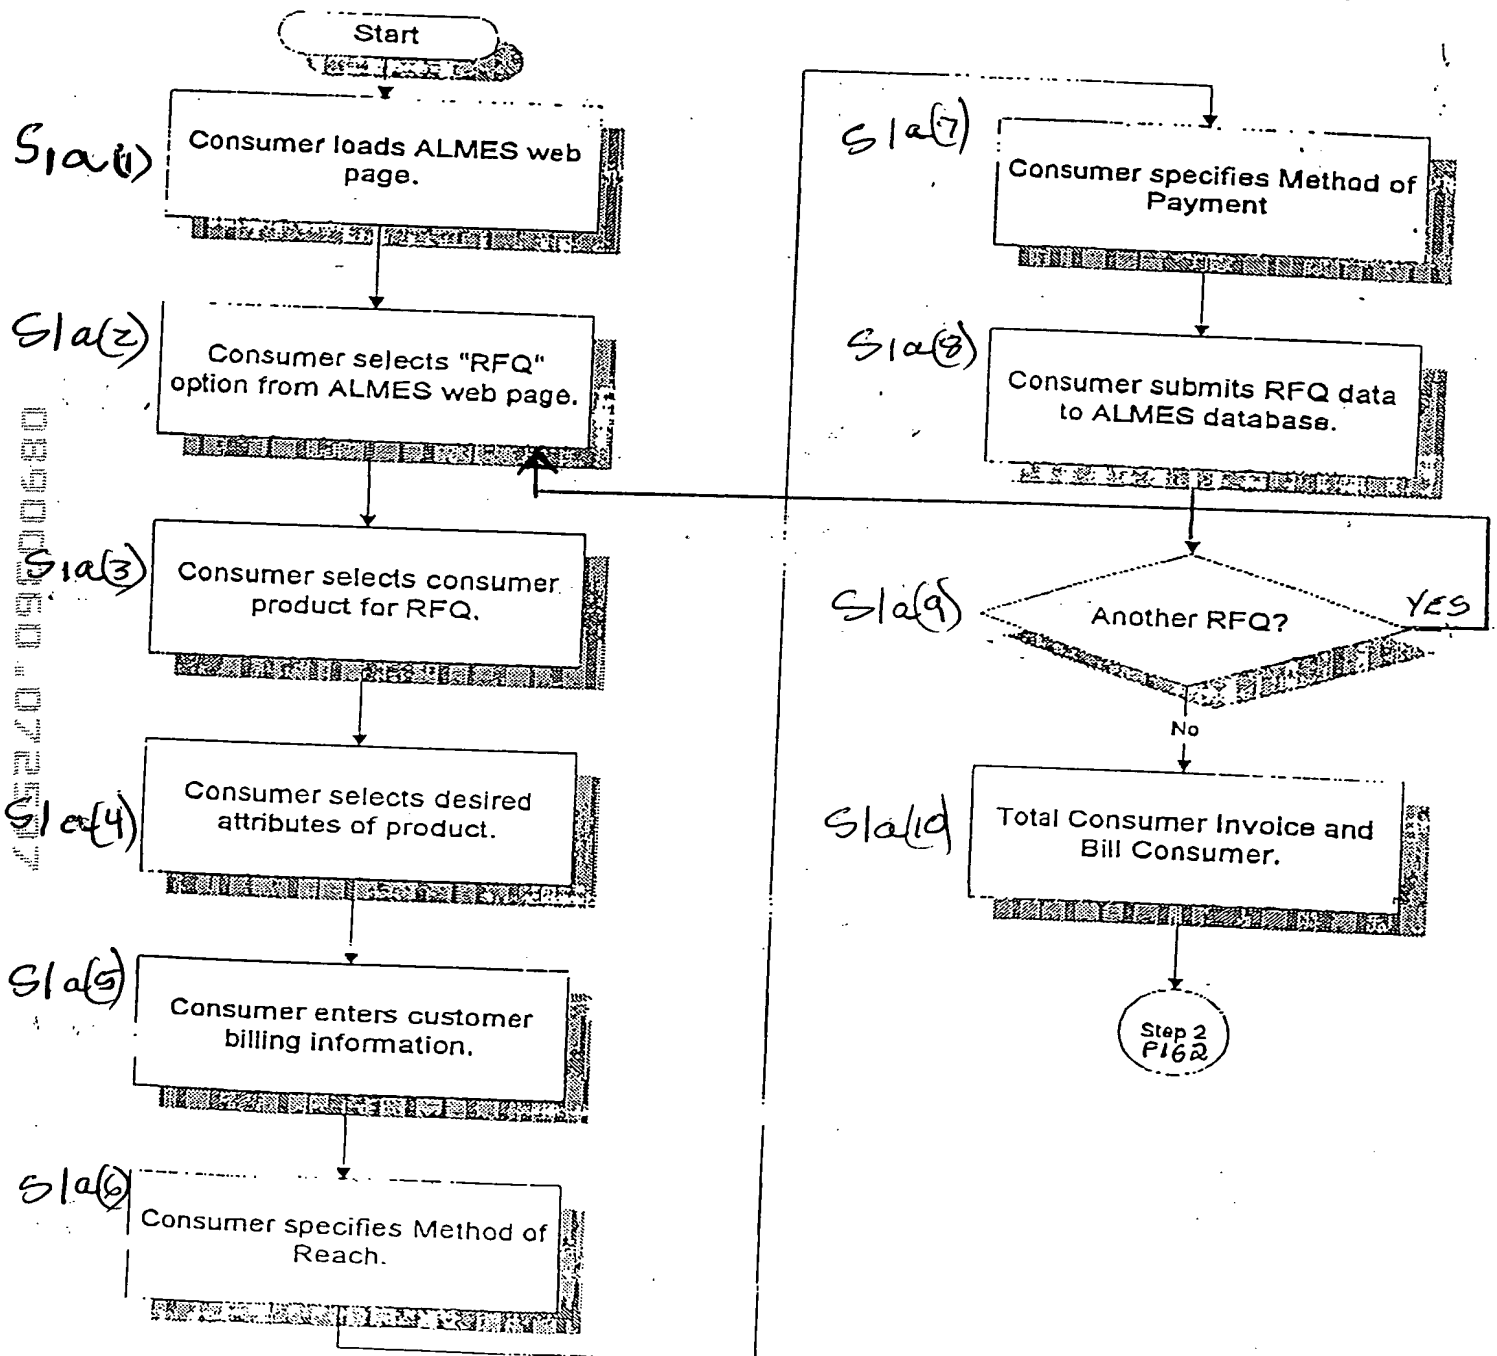 Start
S1a(1)
Consumer loads ALMES web
page.
S1a(2)
Consumer selects "RFQ"
option from ALMES web page.
S1a(3)
Consumer selects consumer
product for RFQ.
S1a(4)
Consumer selects desired
attributes of product.
S1a(5)
Consumer enters customer
billing information.
S1a(6)
Consumer specifies Method of
Reach.
S1a(7)
Consumer specifies Method of
Payment
S1a(8)
Consumer submits RFQ data
to ALMES database.
S1a(9)
Another RFQ?
YES
No
S1a(10)
Total Consumer Invoice and
Bill Consumer.
Step 2
FIG2